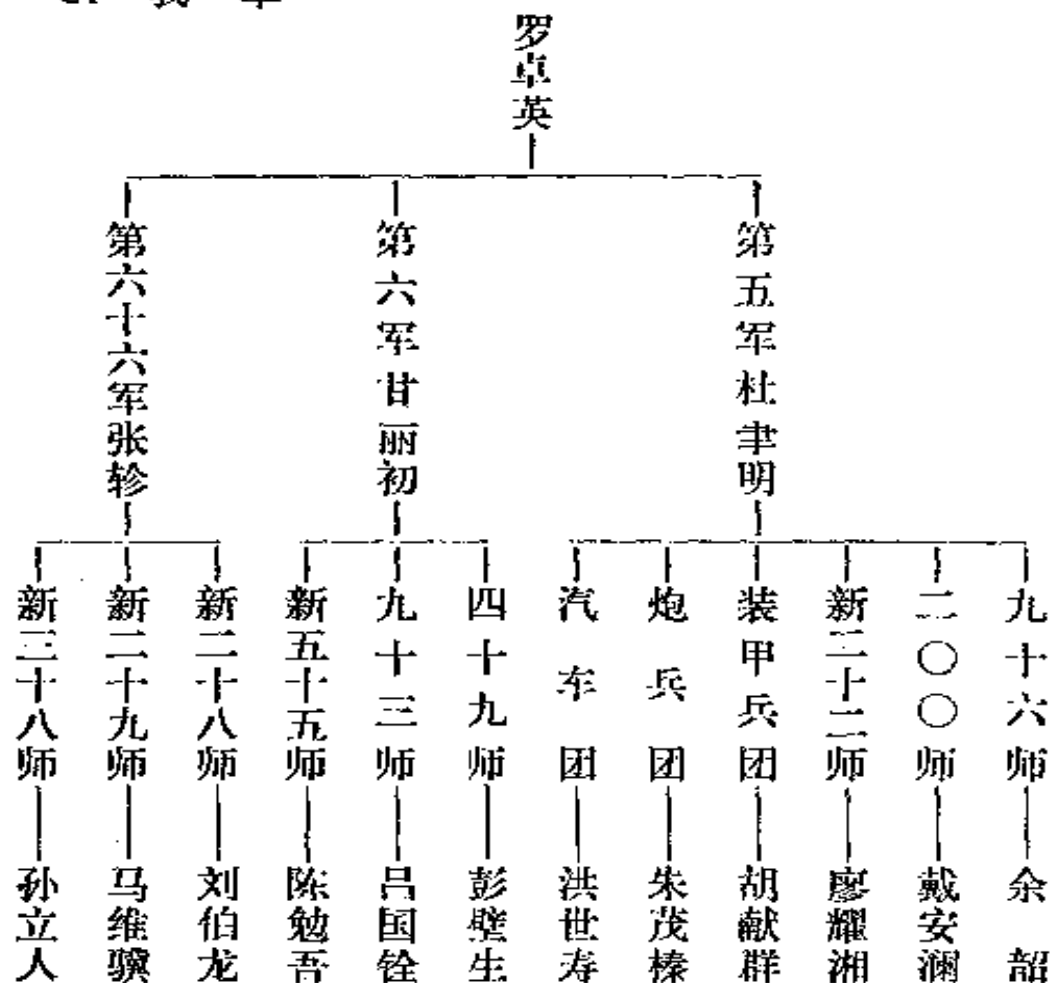 罗卓英
第五军杜聿明
第六军甘丽初
第六十六军张轸
九十六师
二〇〇师
新二十二师
装甲兵团
炮兵团
汽车团
四十九师
九十三师
新五十五师
新二十八师
新二十九师
新三十八师
余韶
戴安澜
廖耀湘
胡献群
朱茂榛
洪世寿
彭壁生
吕国铨
陈勉吾
刘伯龙
马维骥
孙立人